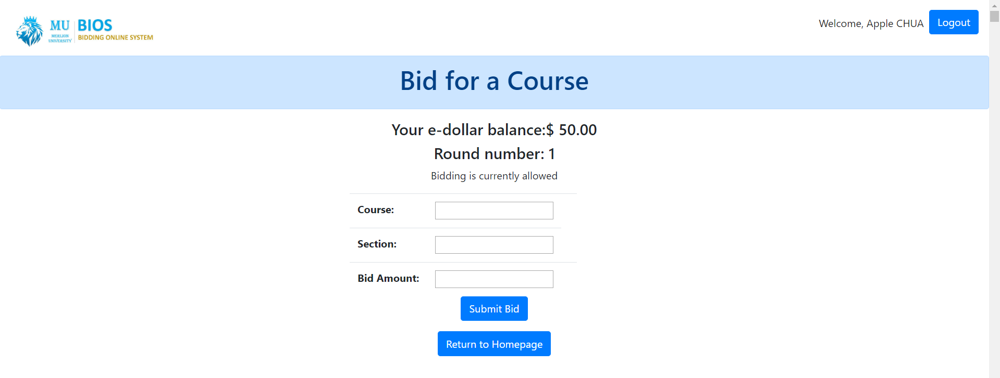 MU
MERLION
UNIVERSITY
BIOS
BIDDING ONLINE SYSTEM
Welcome, Apple CHUA
Logout
Bid for a Course
Your e-dollar balance:$ 50.00
Round number: 1
Bidding is currently allowed
Course:
Section:
Bid Amount:
Submit Bid
Return to Homepage